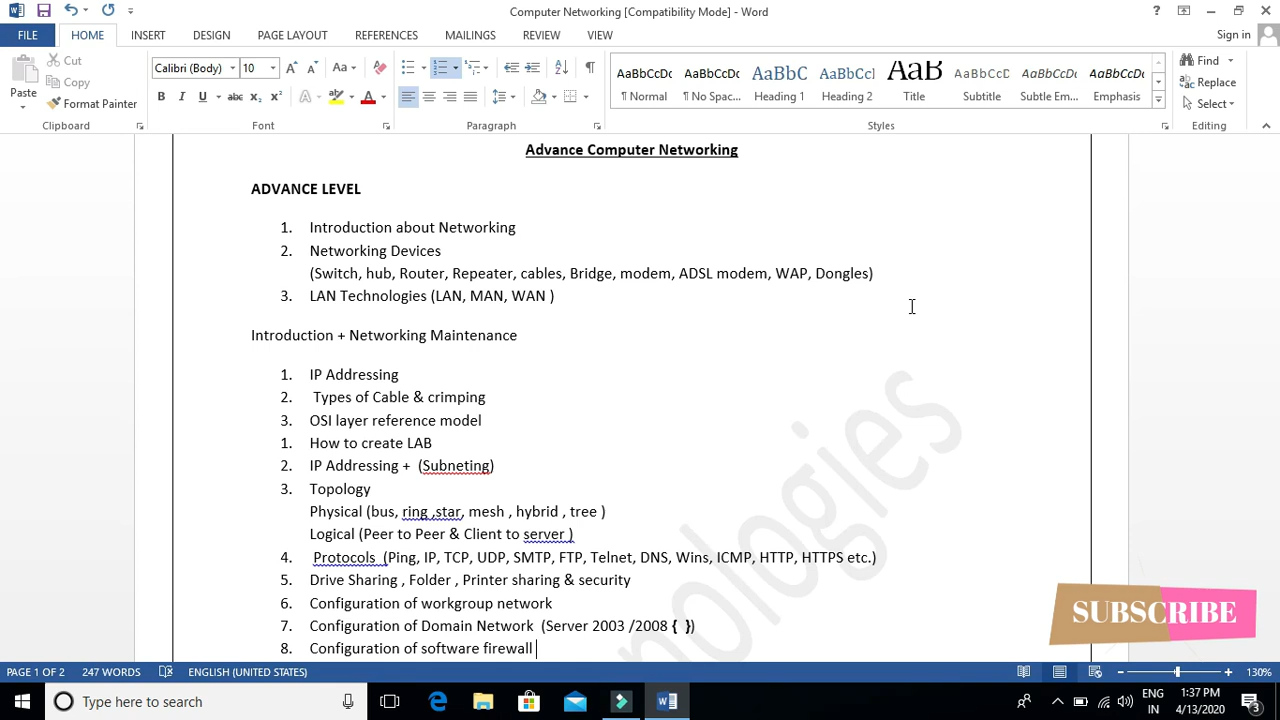 Computer Networking [Compatibility Mode] - Word
FILE HOME INSERT DESIGN PAGE LAYOUT REFERENCES MAILINGS REVIEW VIEW Sign in
Paste
Cut
Copy
Format Painter
Clipboard
Calibri (Body) 10
Font
Paragraph
AaBbCcDc AaBbCcDc AaBbC AaBbCcl AaB AaBbCcDc AaBbCcDc AaBbCcDc
¶ Normal ¶ No Spac... Heading 1 Heading 2 Title Subtitle Subtle Em... Emphasis
Styles
Find
Replace
Select
Editing
Advance Computer Networking
ADVANCE LEVEL
1. Introduction about Networking
2. Networking Devices
(Switch, hub, Router, Repeater, cables, Bridge, modem, ADSL modem, WAP, Dongles)
3. LAN Technologies (LAN, MAN, WAN )
Introduction + Networking Maintenance
1. IP Addressing
2. Types of Cable & crimping
3. OSI layer reference model
1. How to create LAB
2. IP Addressing + (Subneting)
3. Topology
Physical (bus, ring ,star, mesh , hybrid , tree )
Logical (Peer to Peer & Client to server )
4. Protocols (Ping, IP, TCP, UDP, SMTP, FTP, Telnet, DNS, Wins, ICMP, HTTP, HTTPS etc.)
5. Drive Sharing , Folder , Printer sharing & security
6. Configuration of workgroup network
7. Configuration of Domain Network (Server 2003 /2008 { })
8. Configuration of software firewall
nologies
SUBSCRIBE
PAGE 1 OF 2 247 WORDS ENGLISH (UNITED STATES) 130%
Type here to search
ENG
IN
1:37 PM
4/13/2020
3